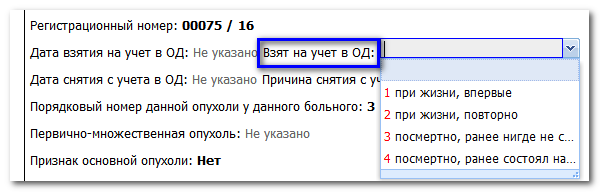 Регистрационный номер: 00075 / 16
Дата взятия на учет в ОД: Не указано Взят на учет в ОД:
Дата снятия с учета в ОД: Не указано Причина снятия с уч
1 при жизни, впервые
Порядковый номер данной опухоли у данного больного: 3
2 при жизни, повторно
Первично-множественная опухоль: Не указано
3 посмертно, ранее нигде не с...
Признак основной опухоли: Нет
4 посмертно, ранее состоял на...